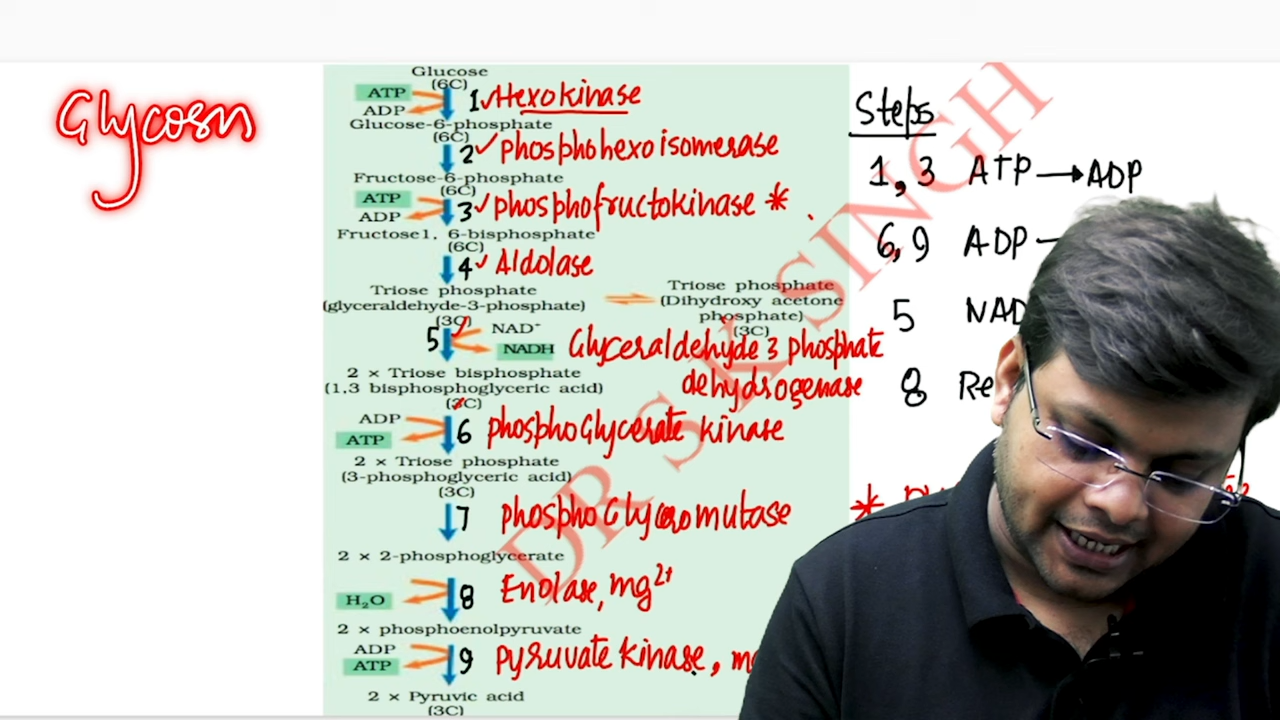 Glycosn
Glucose
(6C)
ATP
ADP
1 Hexokinase
Glucose-6-phosphate
(6C)
2 phosphohexoisomerase
Fructose-6-phosphate
(6C)
ATP
ADP
3 phosphofructokinase *
Fructose1, 6-bisphosphate
(6C)
4 Aldolase
Triose phosphate
(glyceraldehyde-3-phosphate)
(3C)
Triose phosphate
(Dihydroxy acetone
phosphate)
(3C)
5
NAD⁺
NADH
Glyceraldehyde 3 phosphate
dehydrogenase
2 × Triose bisphosphate
(1,3 bisphosphoglyceric acid)
(3C)
ADP
ATP
6 phosphoGlycerate kinase
2 × Triose phosphate
(3-phosphoglyceric acid)
(3C)
7 phosphoGlyceromutase
2 × 2-phosphoglycerate
H₂O
8 Enolase, mg²⁺
2 × phosphoenolpyruvate
ADP
ATP
9 pyruvate kinase,
2 × Pyruvic acid
(3C)
Steps
1,3 ATP → ADP
6,9 ADP
5 NAD
8 Re
*
DR S K SINGH